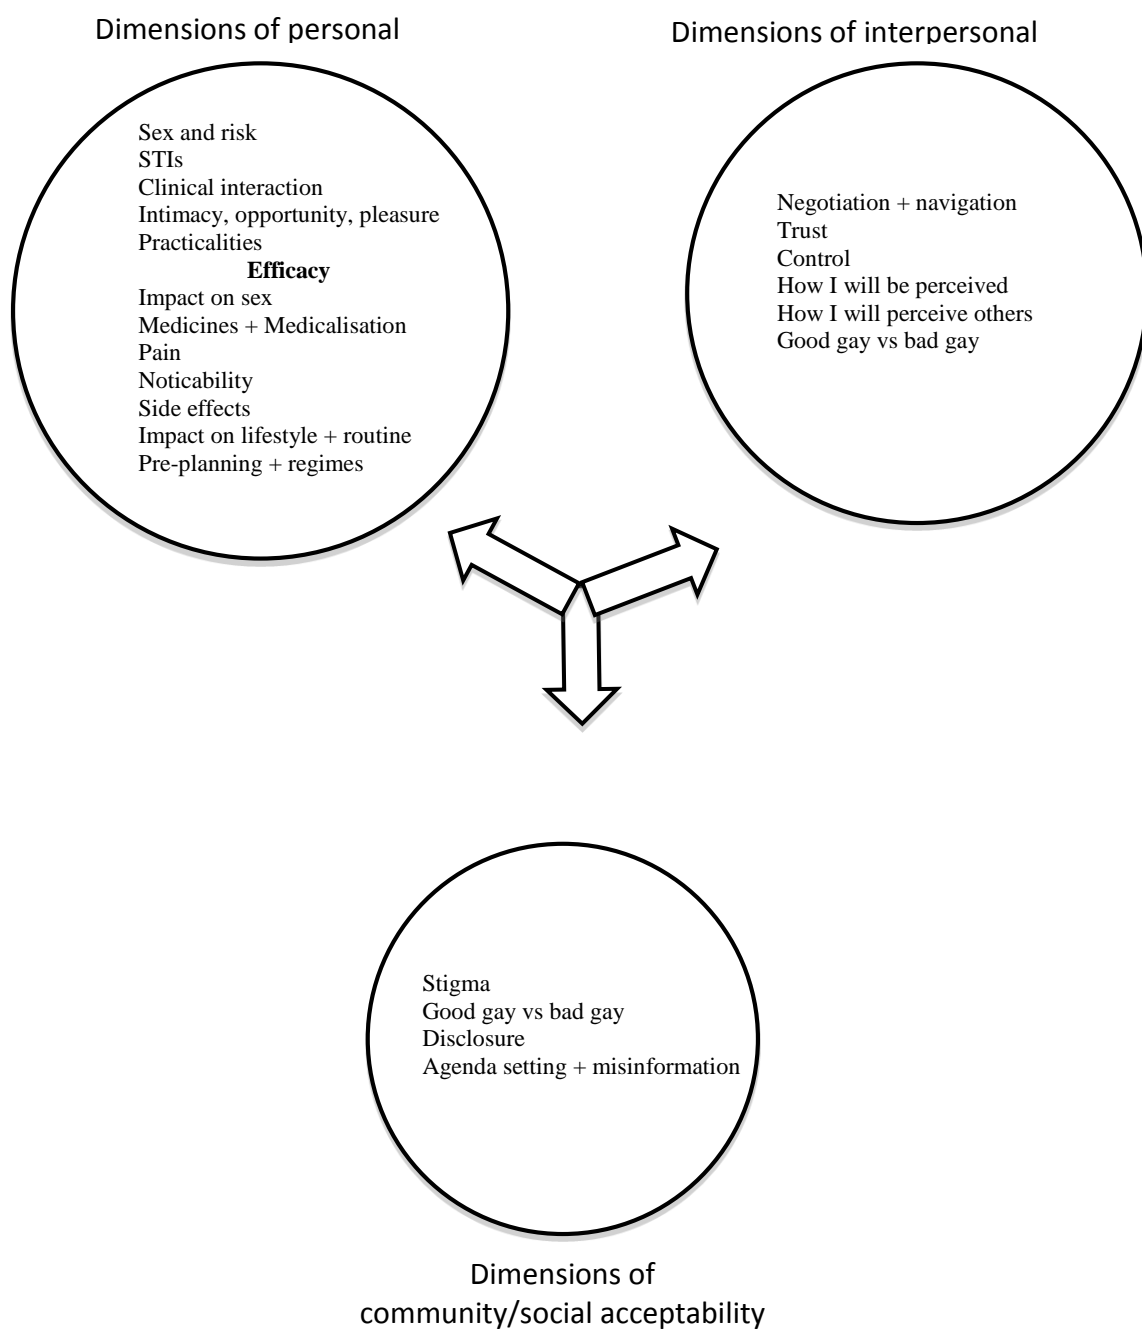 Dimensions of personal
Dimensions of interpersonal
Sex and risk
STIs
Clinical interaction
Intimacy, opportunity, pleasure
Practicalities
Efficacy
Impact on sex
Medicines + Medicalisation
Pain
Noticability
Side effects
Impact on lifestyle + routine
Pre-planning + regimes
Negotiation + navigation
Trust
Control
How I will be perceived
How I will perceive others
Good gay vs bad gay
Stigma
Good gay vs bad gay
Disclosure
Agenda setting + misinformation
Dimensions of
community/social acceptability